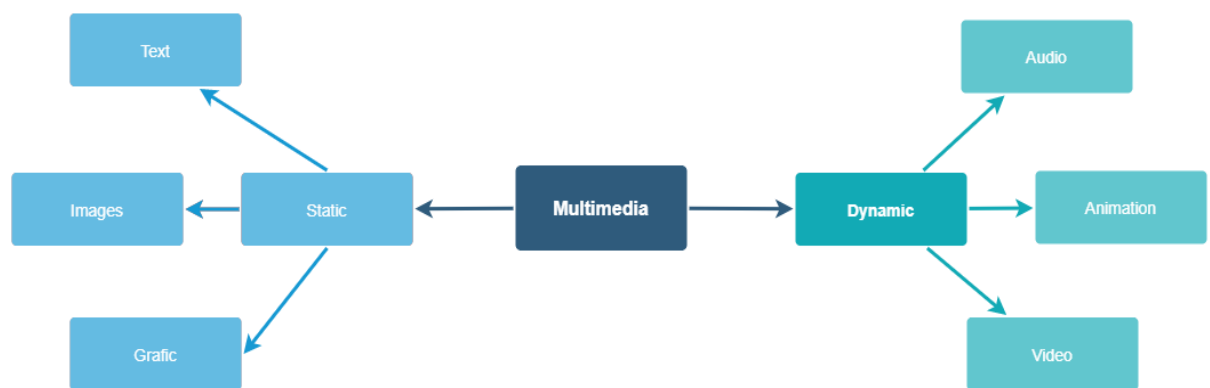 Text
Audio
Images
Static
Multimedia
Dynamic
Animation
Grafic
Video